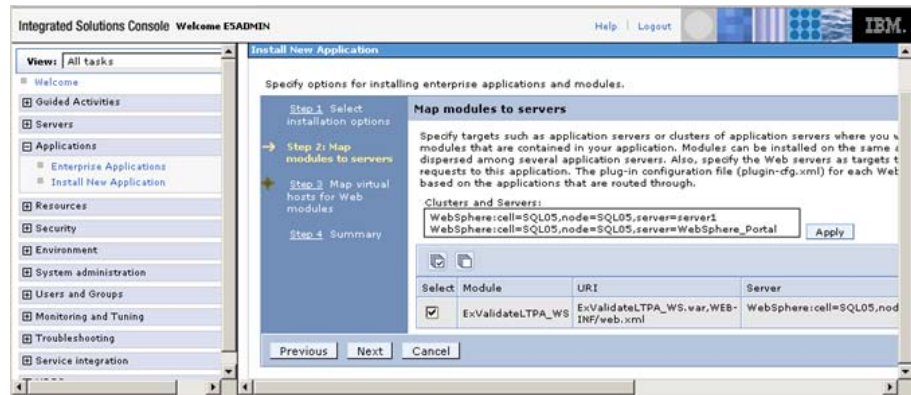 Integrated Solutions Console Welcome ESADMIN
Help | Logout
IBM.
View: All tasks
Welcome
Guided Activities
Servers
Applications
Enterprise Applications
Install New Application
Resources
Security
Environment
System administration
Users and Groups
Monitoring and Tuning
Troubleshooting
Service integration
Install New Application
Specify options for installing enterprise applications and modules.
Step 1 Select
installation options
Step 2: Map
modules to servers
Step 3 Map virtual
hosts for Web
modules
Step 4 Summary
Map modules to servers
Specify targets such as application servers or clusters of application servers where you
modules that are contained in your application. Modules can be installed on the same
dispersed among several application servers. Also, specify the Web servers as targets
requests to this application. The plug-in configuration file (plugin-cfg.xml) for each Web
based on the applications that are routed through.
Clusters and Servers:
WebSphere:cell=SQL05,node=SQL05,server=server1
WebSphere:cell=SQL05,node=SQL05,server=WebSphere_Portal
Apply
Select Module URI Server
ExValidateLTPA_WS ExValidateLTPA_WS.war,WEB- WebSphere:cell=SQL05,nod
INF/web.xml
Previous Next Cancel